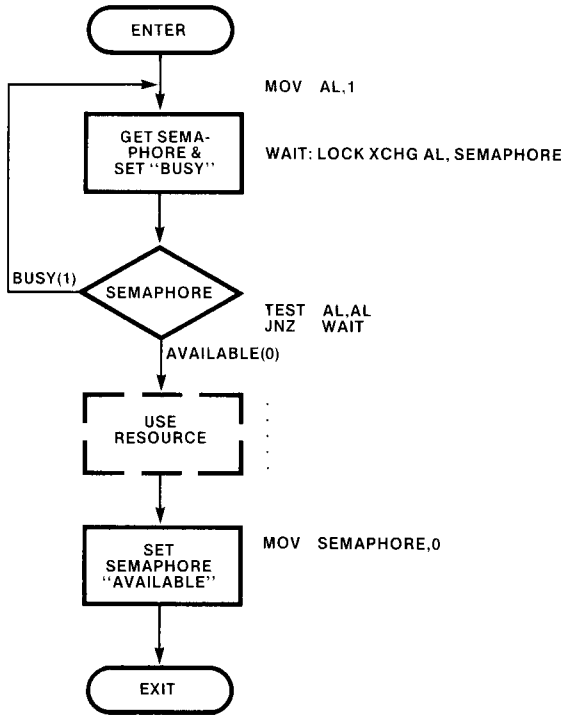 ENTER
MOV AL,1
GET SEMA-
PHORE &
SET "BUSY"
WAIT: LOCK XCHG AL, SEMAPHORE
BUSY(1)
SEMAPHORE
TEST AL,AL
JNZ WAIT
AVAILABLE(0)
USE
RESOURCE
.
.
.
.
.
SET
SEMAPHORE
"AVAILABLE"
MOV SEMAPHORE,0
EXIT